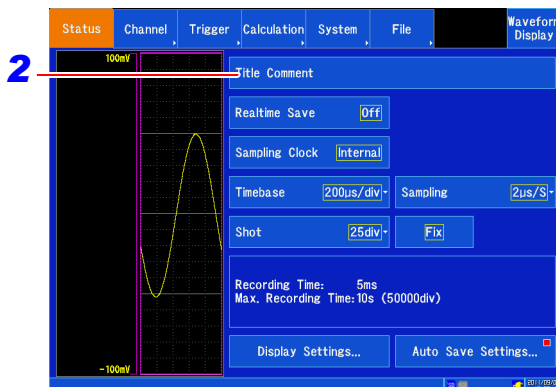 Status Channel Trigger Calculation System File Waveform
Display
100mV
2
Title Comment
Realtime Save Off
Sampling Clock Internal
Timebase 200µs/div Sampling 2µs/S
Shot 25div Fix
Recording Time: 5ms
Max. Recording Time:10s (50000div)
Display Settings... Auto Save Settings...
-100mV